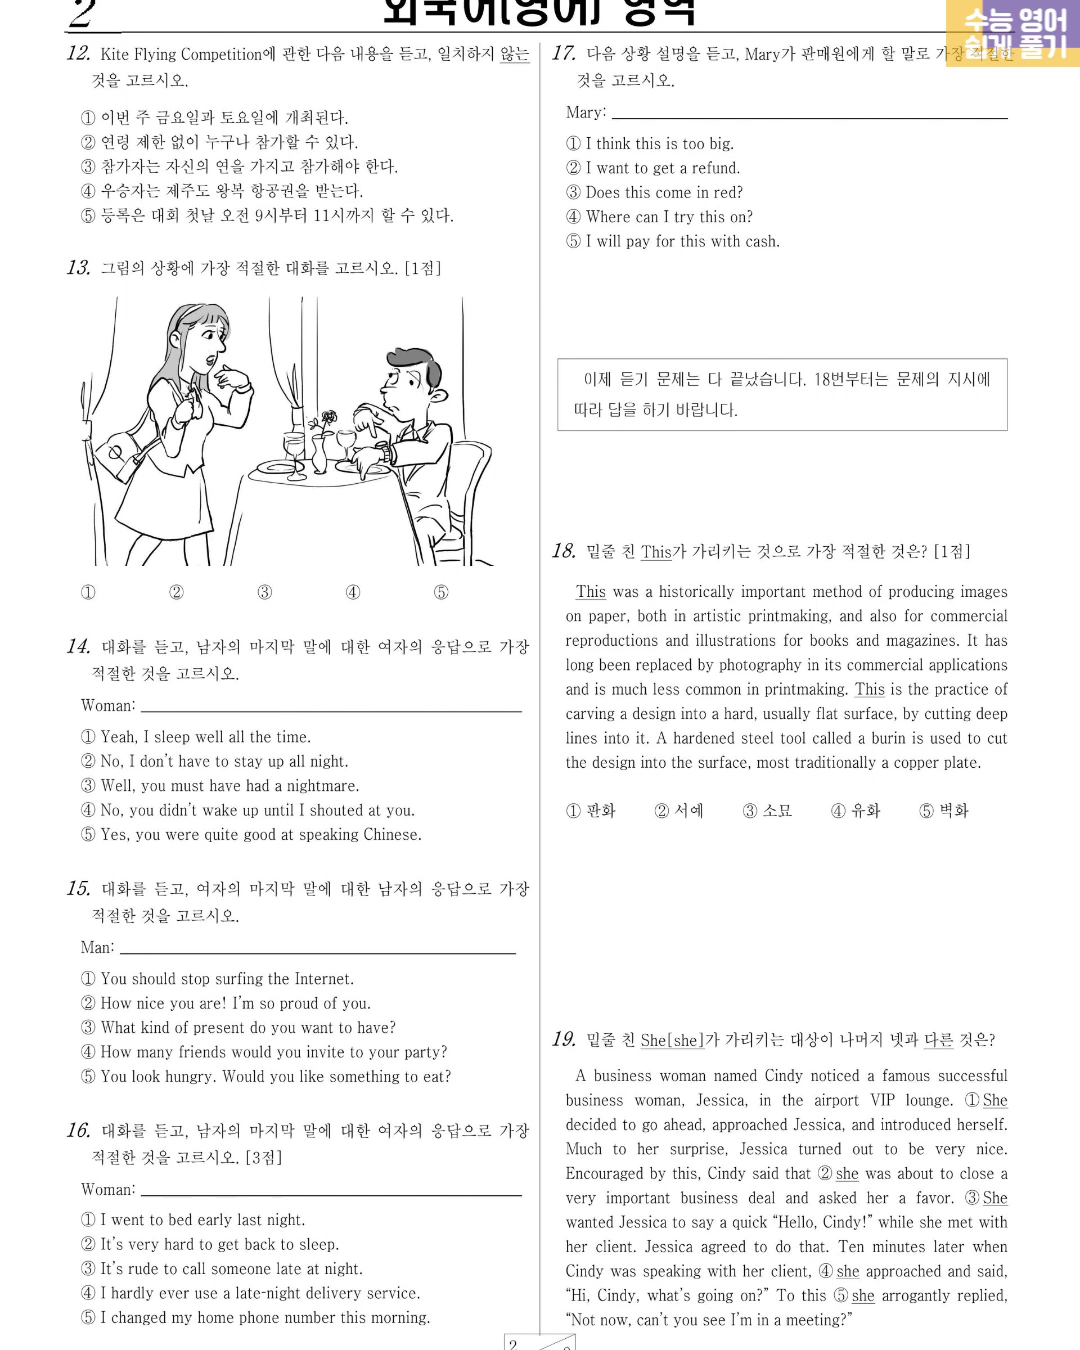 2
외국어(영어) 영역
수능 영어
쉽게 풀기
12. Kite Flying Competition에 관한 다음 내용을 듣고, 일치하지 않는
것을 고르시오.
① 이번 주 금요일과 토요일에 개최된다.
② 연령 제한 없이 누구나 참가할 수 있다.
③ 참가자는 자신의 연을 가지고 참가해야 한다.
④ 우승자는 제주도 왕복 항공권을 받는다.
⑤ 등록은 대회 첫날 오전 9시부터 11시까지 할 수 있다.
13. 그림의 상황에 가장 적절한 대화를 고르시오. [1점]
① ② ③ ④ ⑤
14. 대화를 듣고, 남자의 마지막 말에 대한 여자의 응답으로 가장
적절한 것을 고르시오.
Woman:
① Yeah, I sleep well all the time.
② No, I don't have to stay up all night.
③ Well, you must have had a nightmare.
④ No, you didn't wake up until I shouted at you.
⑤ Yes, you were quite good at speaking Chinese.
15. 대화를 듣고, 여자의 마지막 말에 대한 남자의 응답으로 가장
적절한 것을 고르시오.
Man:
① You should stop surfing the Internet.
② How nice you are! I'm so proud of you.
③ What kind of present do you want to have?
④ How many friends would you invite to your party?
⑤ You look hungry. Would you like something to eat?
16. 대화를 듣고, 남자의 마지막 말에 대한 여자의 응답으로 가장
적절한 것을 고르시오. [3점]
Woman:
① I went to bed early last night.
② It's very hard to get back to sleep.
③ It's rude to call someone late at night.
④ I hardly ever use a late-night delivery service.
⑤ I changed my home phone number this morning.
17. 다음 상황 설명을 듣고, Mary가 판매원에게 할 말로 가장 적절한
것을 고르시오.
Mary:
① I think this is too big.
② I want to get a refund.
③ Does this come in red?
④ Where can I try this on?
⑤ I will pay for this with cash.
이제 듣기 문제는 다 끝났습니다. 18번부터는 문제의 지시에
따라 답을 하기 바랍니다.
18. 밑줄 친 This가 가리키는 것으로 가장 적절한 것은? [1점]
This was a historically important method of producing images
on paper, both in artistic printmaking, and also for commercial
reproductions and illustrations for books and magazines. It has
long been replaced by photography in its commercial applications
and is much less common in printmaking. This is the practice of
carving a design into a hard, usually flat surface, by cutting deep
lines into it. A hardened steel tool called a burin is used to cut
the design into the surface, most traditionally a copper plate.
① 판화 ② 서예 ③ 소묘 ④ 유화 ⑤ 벽화
19. 밑줄 친 She[she]가 가리키는 대상이 나머지 넷과 다른 것은?
A business woman named Cindy noticed a famous successful
business woman, Jessica, in the airport VIP lounge. ① She
decided to go ahead, approached Jessica, and introduced herself.
Much to her surprise, Jessica turned out to be very nice.
Encouraged by this, Cindy said that ② she was about to close a
very important business deal and asked her a favor. ③ She
wanted Jessica to say a quick “Hello, Cindy!” while she met with
her client. Jessica agreed to do that. Ten minutes later when
Cindy was speaking with her client, ④ she approached and said,
“Hi, Cindy, what's going on?” To this ⑤ she arrogantly replied,
“Not now, can't you see I'm in a meeting?”
2